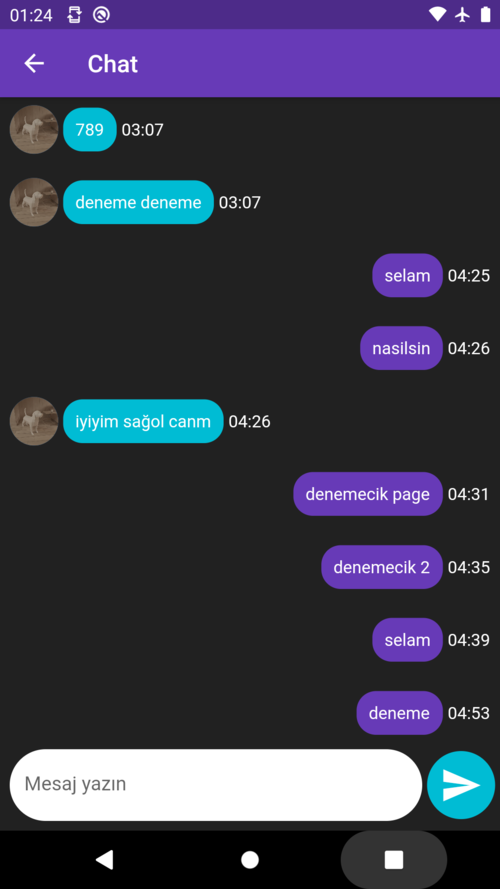 01:24
Chat
789 03:07
deneme deneme 03:07
selam 04:25
nasilsin 04:26
iyiyim sağol canm 04:26
denemecik page 04:31
denemecik 2 04:35
selam 04:39
deneme 04:53
Mesaj yazın